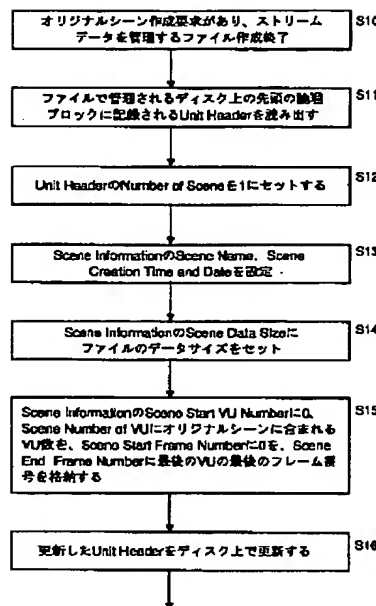 オリジナルシーン作成要求があり、ストリーム
データを管理するファイル作成終了
S10
ファイルで管理されるディスク上の先頭の論理
ブロックに記録されるUnit Headerを読み出す
S11
Unit HeaderのNumber of Sceneを1にセットする
S12
Scene InformationのScene Name、Scene
Creation Time and Dateを設定
S13
Scene InformationのScene Data Sizeに
ファイルのデータサイズをセット
S14
Scene InformationのScene Start VU Numberに0、
Scene Number of VUにオリジナルシーンに含まれる
VU数を、Scene Start Frame Numberに0を、Scene
End Frame Numberに最後のVUの最後のフレーム番
号を格納する
S15
更新したUnit Headerをディスク上で更新する
S16